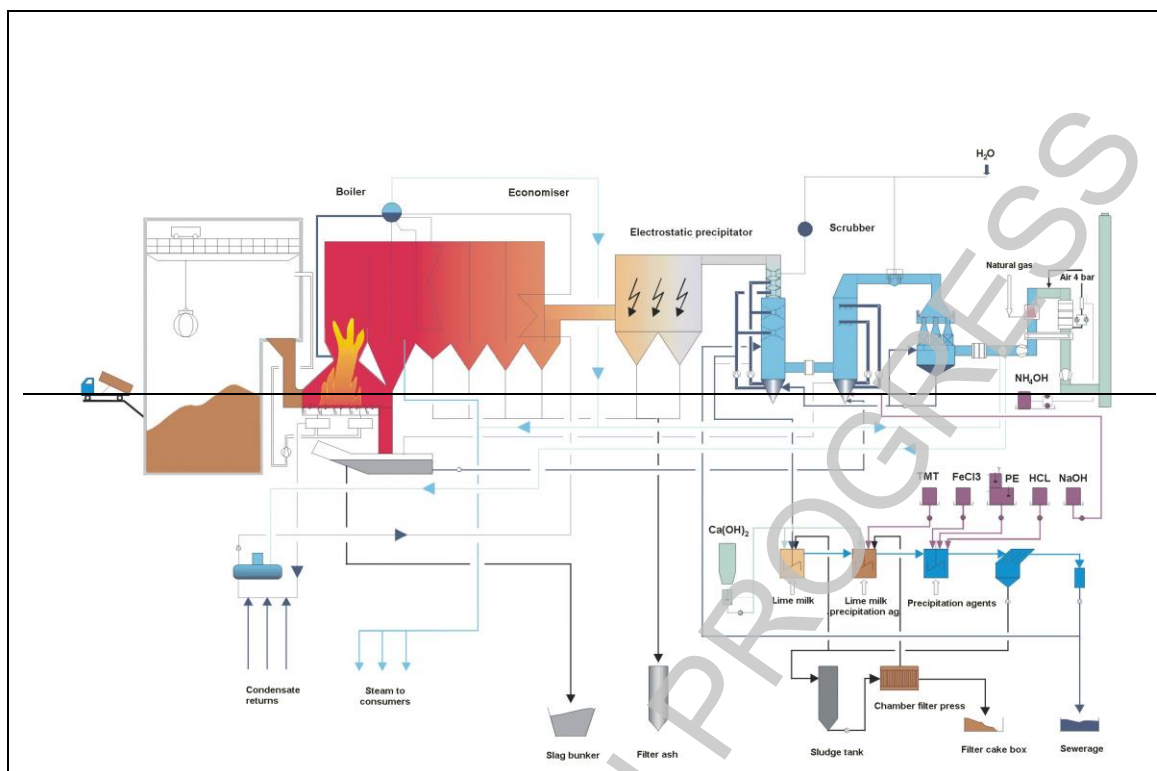 H₂O
Boiler
Economiser
Electrostatic precipitator
Scrubber
Natural gas
Air 4 bar
NH₄OH
TMT
FeCl3
PE
HCL
NaOH
Ca(OH)₂
Lime milk
Lime milk
precipitation ag
Precipitation agents
Condensate
returns
Steam to
consumers
Slag bunker
Filter ash
Sludge tank
Chamber filter press
Filter cake box
Sewerage
PROGRESS